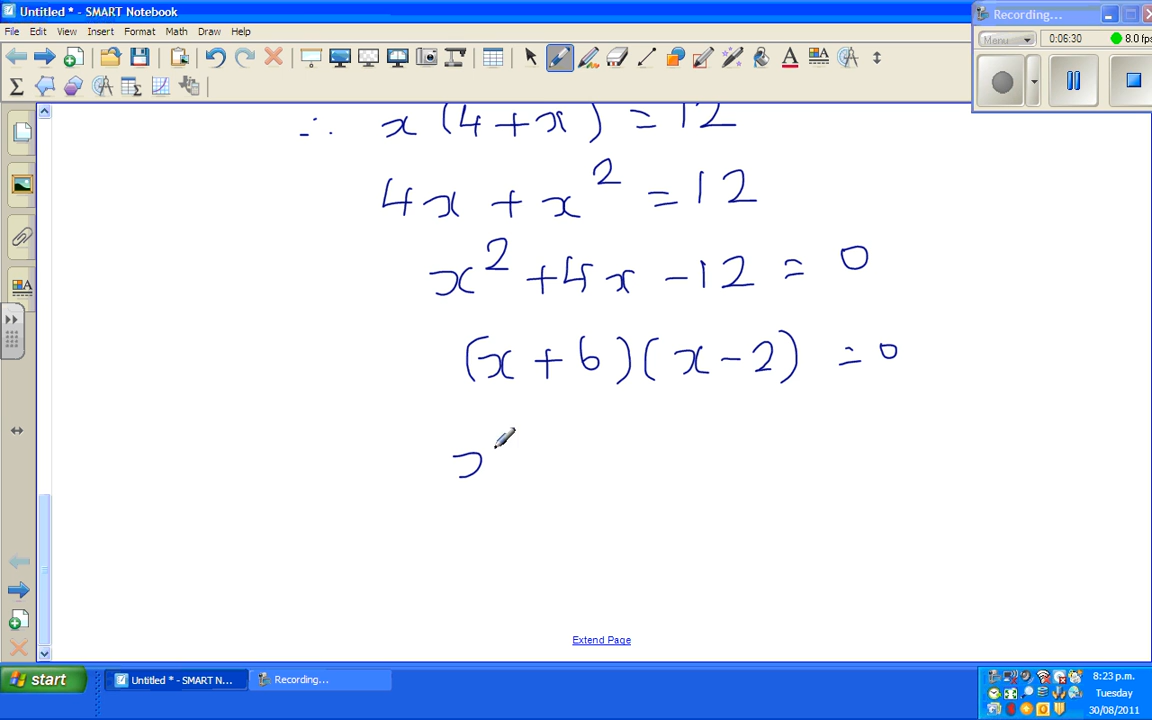 Untitled * - SMART Notebook
Recording...
File Edit View Insert Format Math Draw Help
Menu 0:06:30 8.0 fps
∴ x(4+x) = 12
4x + x² = 12
x² + 4x - 12 = 0
(x + 6)(x - 2) = 0
x
Extend Page
start Untitled * - SMART N... Recording...
8:23 p.m.
Tuesday
30/08/2011